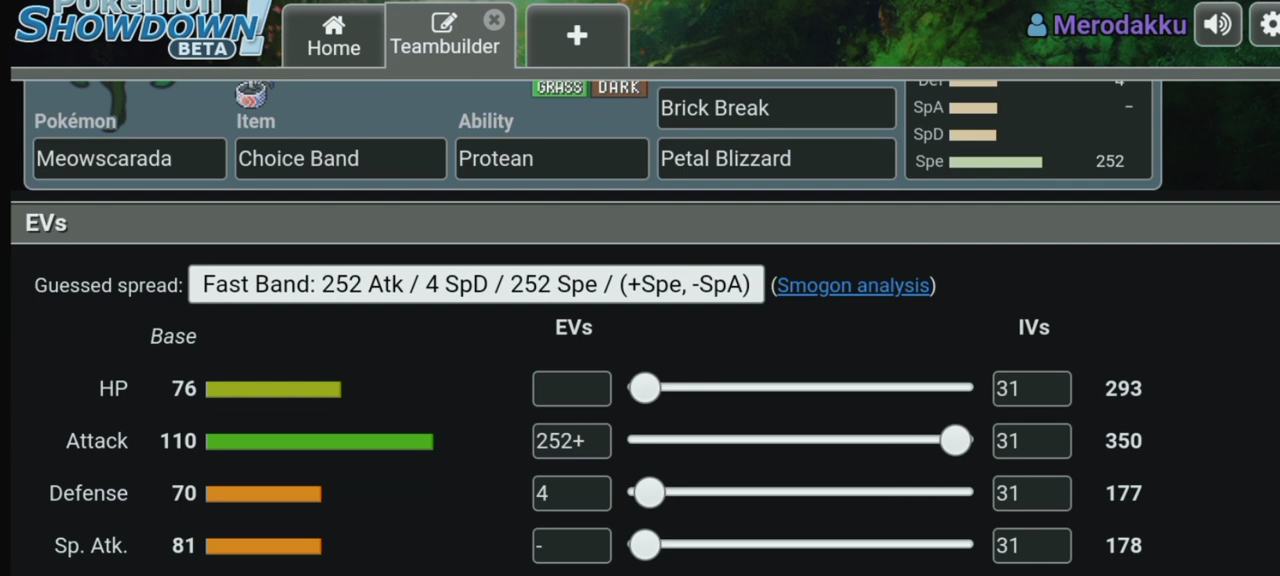 Pokémon
SHOWDOWN!
BETA
Home
Teambuilder
+
Merodakku
GRASS DARK
Pokémon
Item
Ability
Brick Break
Meowscarada
Choice Band
Protean
Petal Blizzard
Def 4
SpA -
SpD
Spe 252
EVs
Guessed spread: Fast Band: 252 Atk / 4 SpD / 252 Spe / (+Spe, -SpA) (Smogon analysis)
Base EVs IVs
HP 76 31 293
Attack 110 252+ 31 350
Defense 70 4 31 177
Sp. Atk. 81 - 31 178